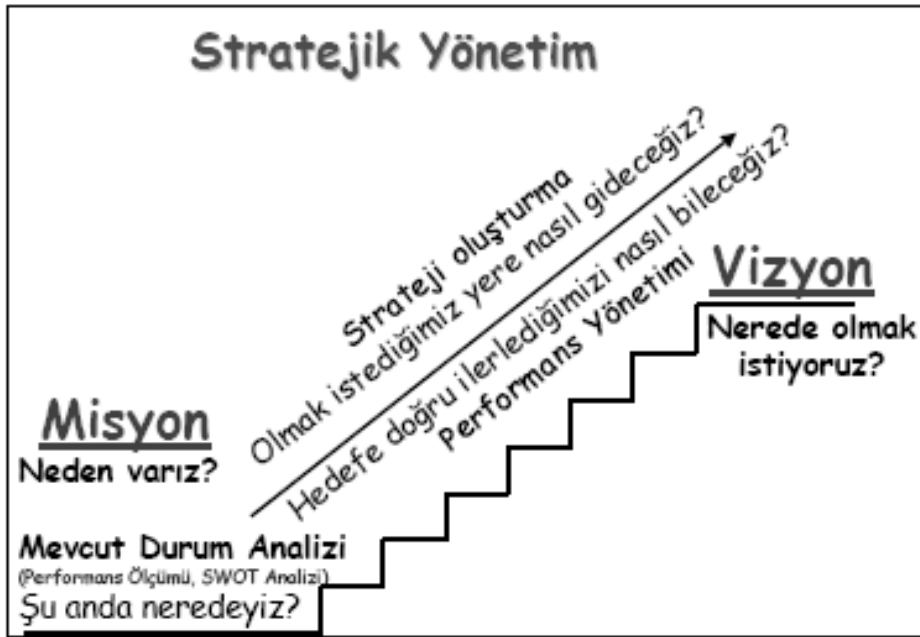 Stratejik Yönetim
Strateji oluşturma
Olmak istediğimiz yere nasıl gideceğiz?
Hedefe doğru ilerlediğimizi nasıl bileceğiz?
Performans Yönetimi
Vizyon
Nerede olmak
istiyoruz?
Misyon
Neden varız?
Mevcut Durum Analizi
(Performans Ölçümü, SWOT Analizi)
Şu anda neredeyiz?